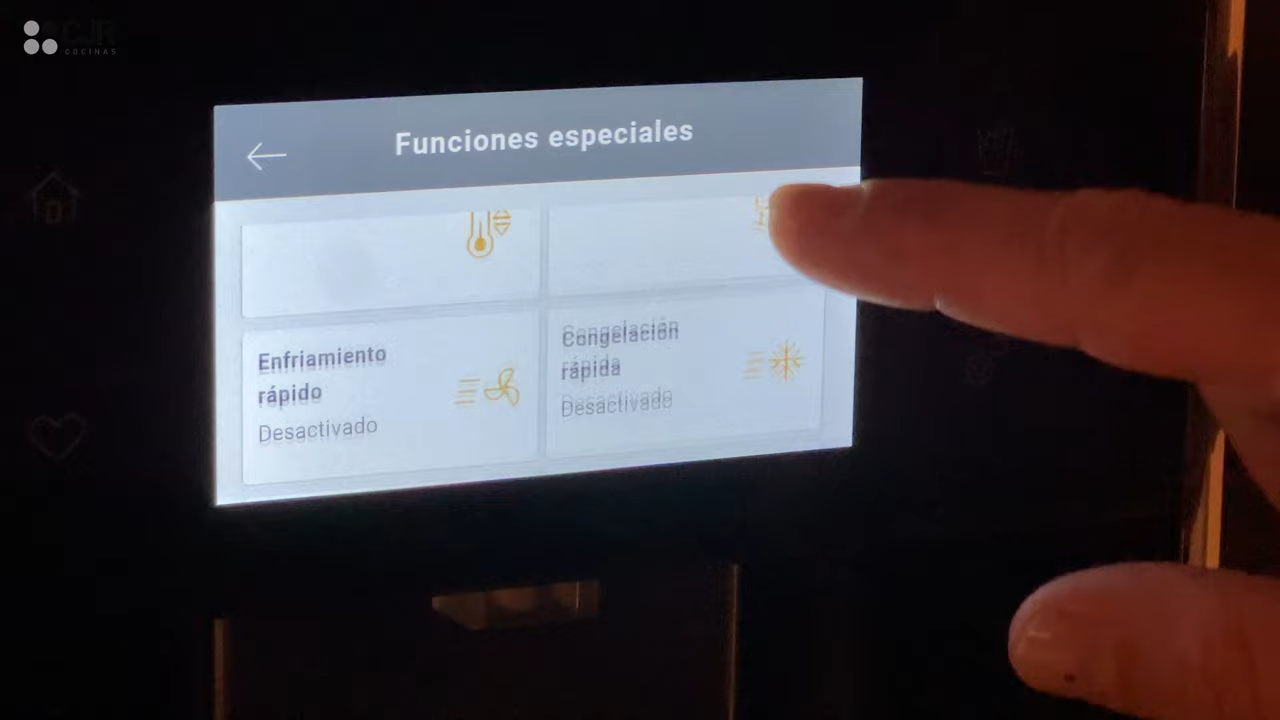 CJR
COCINAS
Funciones especiales
Enfriamiento
rápido
Desactivado
Congelación
rápida
Desactivado